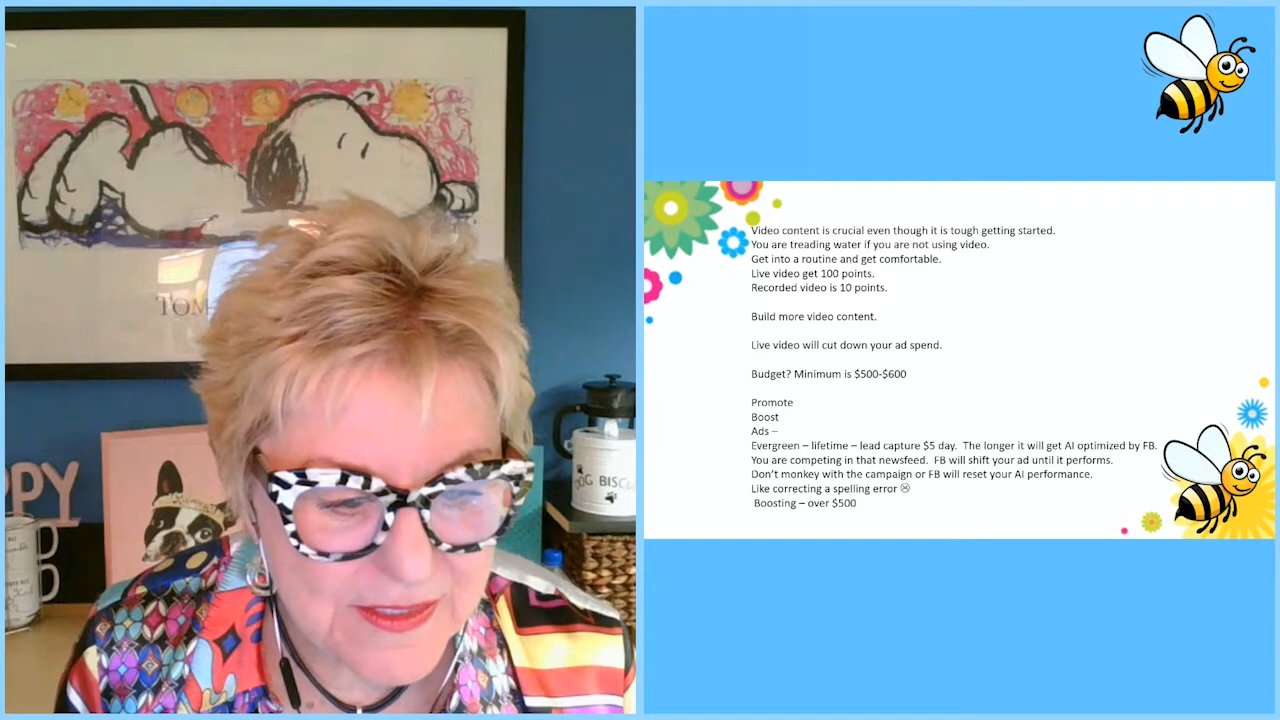 TOM
PPY
DOG BISCU
Video content is crucial even though it is tough getting started.
You are treading water if you are not using video.
Get into a routine and get comfortable.
Live video get 100 points.
Recorded video is 10 points.
Build more video content.
Live video will cut down your ad spend.
Budget? Minimum is $500-$600
Promote
Boost
Ads –
Evergreen – lifetime – lead capture $5 day.  The longer it will get AI optimized by FB.
You are competing in that newsfeed.  FB will shift your ad until it performs.
Don't monkey with the campaign or FB will reset your AI performance.
Like correcting a spelling error ☹
Boosting – over $500